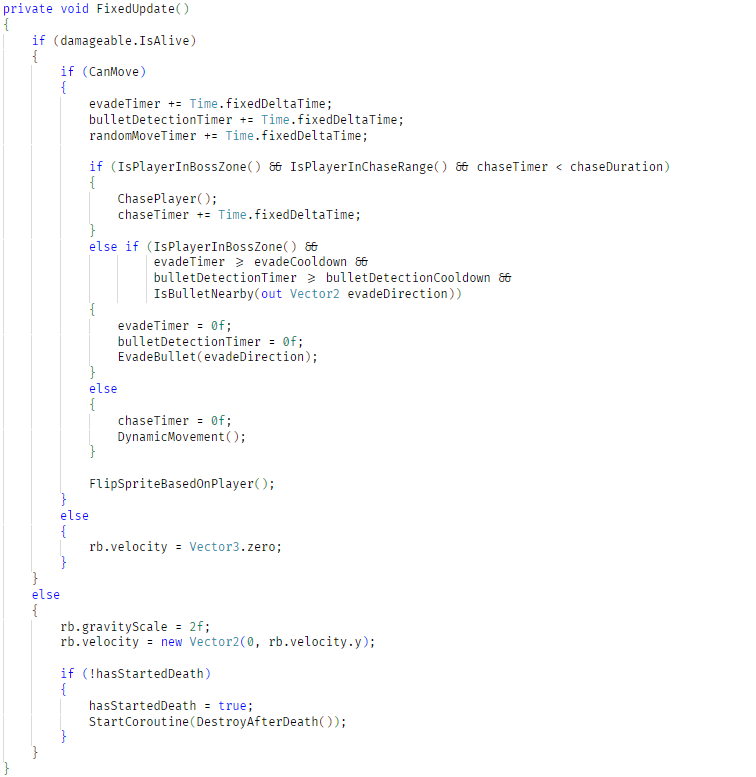 private void FixedUpdate()
{
    if (damageable.IsAlive)
    {
        if (CanMove)
        {
            evadeTimer += Time.fixedDeltaTime;
            bulletDetectionTimer += Time.fixedDeltaTime;
            randomMoveTimer += Time.fixedDeltaTime;

            if (IsPlayerInBossZone() && IsPlayerInChaseRange() && chaseTimer < chaseDuration)
            {
                ChasePlayer();
                chaseTimer += Time.fixedDeltaTime;
            }
            else if (IsPlayerInBossZone() &&
                     evadeTimer >= evadeCooldown &&
                     bulletDetectionTimer >= bulletDetectionCooldown &&
                     IsBulletNearby(out Vector2 evadeDirection))
            {
                evadeTimer = 0f;
                bulletDetectionTimer = 0f;
                EvadeBullet(evadeDirection);
            }
            else
            {
                chaseTimer = 0f;
                DynamicMovement();
            }

            FlipSpriteBasedOnPlayer();
        }
        else
        {
            rb.velocity = Vector3.zero;
        }
    }
    else
    {
        rb.gravityScale = 2f;
        rb.velocity = new Vector2(0, rb.velocity.y);

        if (!hasStartedDeath)
        {
            hasStartedDeath = true;
            StartCoroutine(DestroyAfterDeath());
        }
    }
}